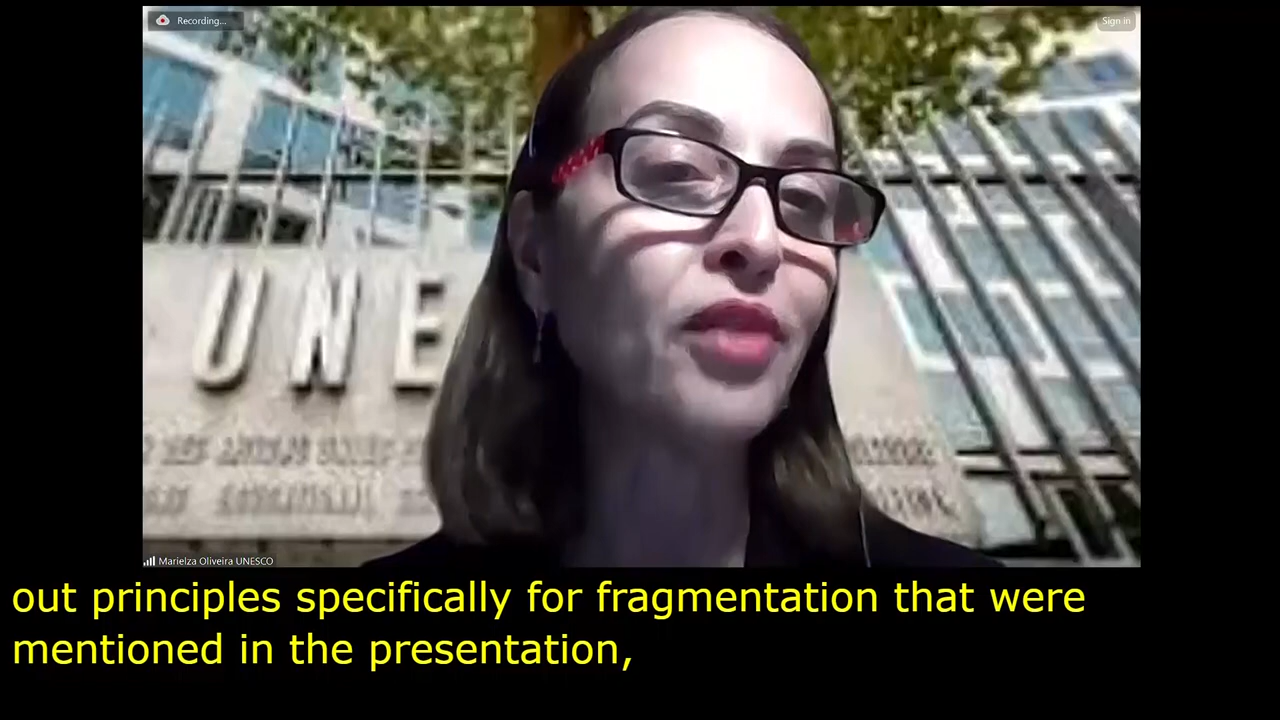 Recording...
Sign in
UNE
Marielza Oliveira UNESCO
out principles specifically for fragmentation that were
mentioned in the presentation,